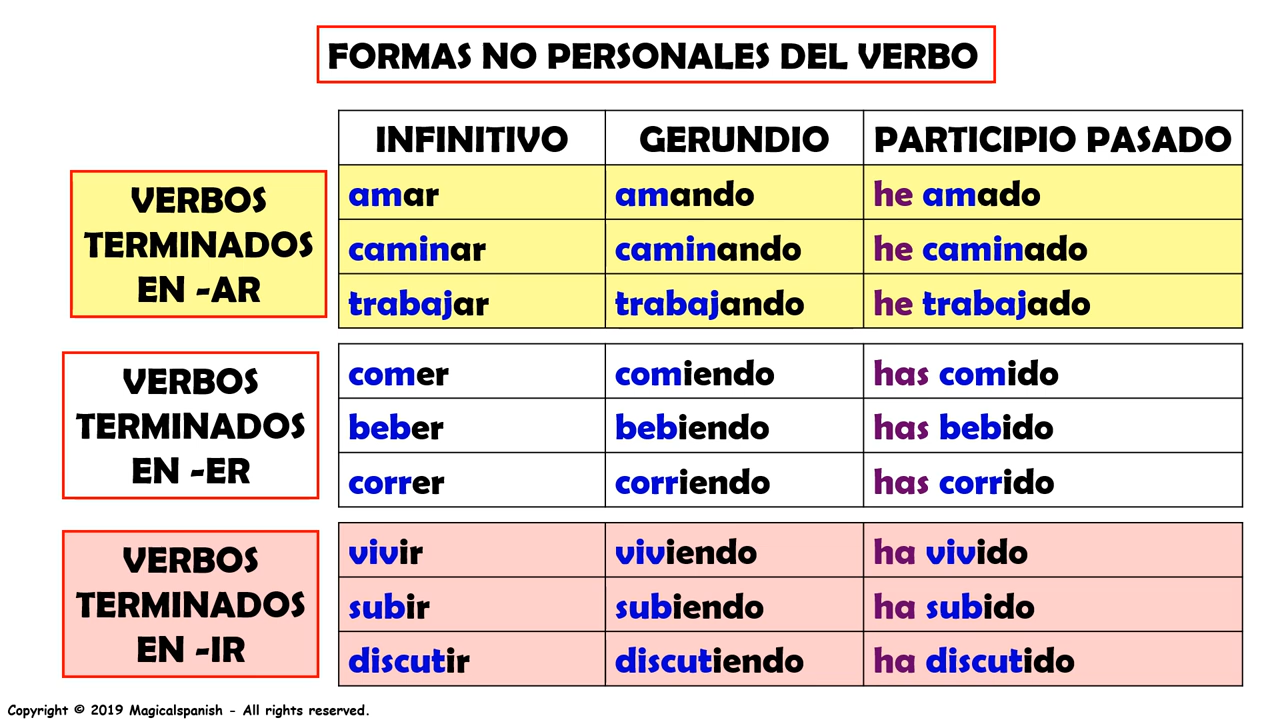 FORMAS NO PERSONALES DEL VERBO
INFINITIVO GERUNDIO PARTICIPIO PASADO
VERBOS
TERMINADOS
EN -AR
amar amando he amado
caminar caminando he caminado
trabajar trabajando he trabajado
VERBOS
TERMINADOS
EN -ER
comer comiendo has comido
beber bebiendo has bebido
correr corriendo has corrido
VERBOS
TERMINADOS
EN -IR
vivir viviendo ha vivido
subir subiendo ha subido
discutir discutiendo ha discutido
Copyright © 2019 Magicalspanish - All rights reserved.